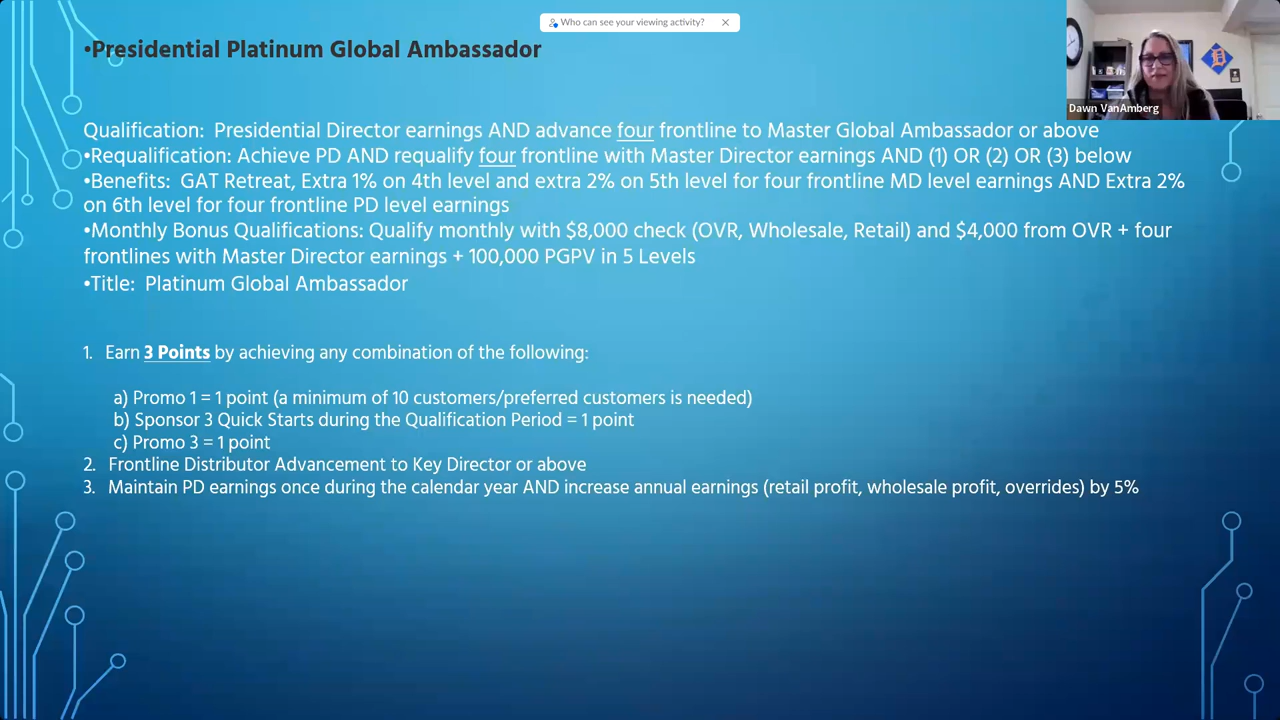 Who can see your viewing activity?
•Presidential Platinum Global Ambassador
Dawn VanAmberg
Qualification:  Presidential Director earnings AND advance four frontline to Master Global Ambassador or above
•Requalification: Achieve PD AND requalify four frontline with Master Director earnings AND (1) OR (2) OR (3) below
•Benefits:  GAT Retreat, Extra 1% on 4th level and extra 2% on 5th level for four frontline MD level earnings AND Extra 2%
on 6th level for four frontline PD level earnings
•Monthly Bonus Qualifications: Qualify monthly with $8,000 check (OVR, Wholesale, Retail) and $4,000 from OVR + four
frontlines with Master Director earnings + 100,000 PGPV in 5 Levels
•Title:  Platinum Global Ambassador
1.  Earn 3 Points by achieving any combination of the following:
a) Promo 1 = 1 point (a minimum of 10 customers/preferred customers is needed)
b) Sponsor 3 Quick Starts during the Qualification Period = 1 point
c) Promo 3 = 1 point
2.  Frontline Distributor Advancement to Key Director or above
3.  Maintain PD earnings once during the calendar year AND increase annual earnings (retail profit, wholesale profit, overrides) by 5%